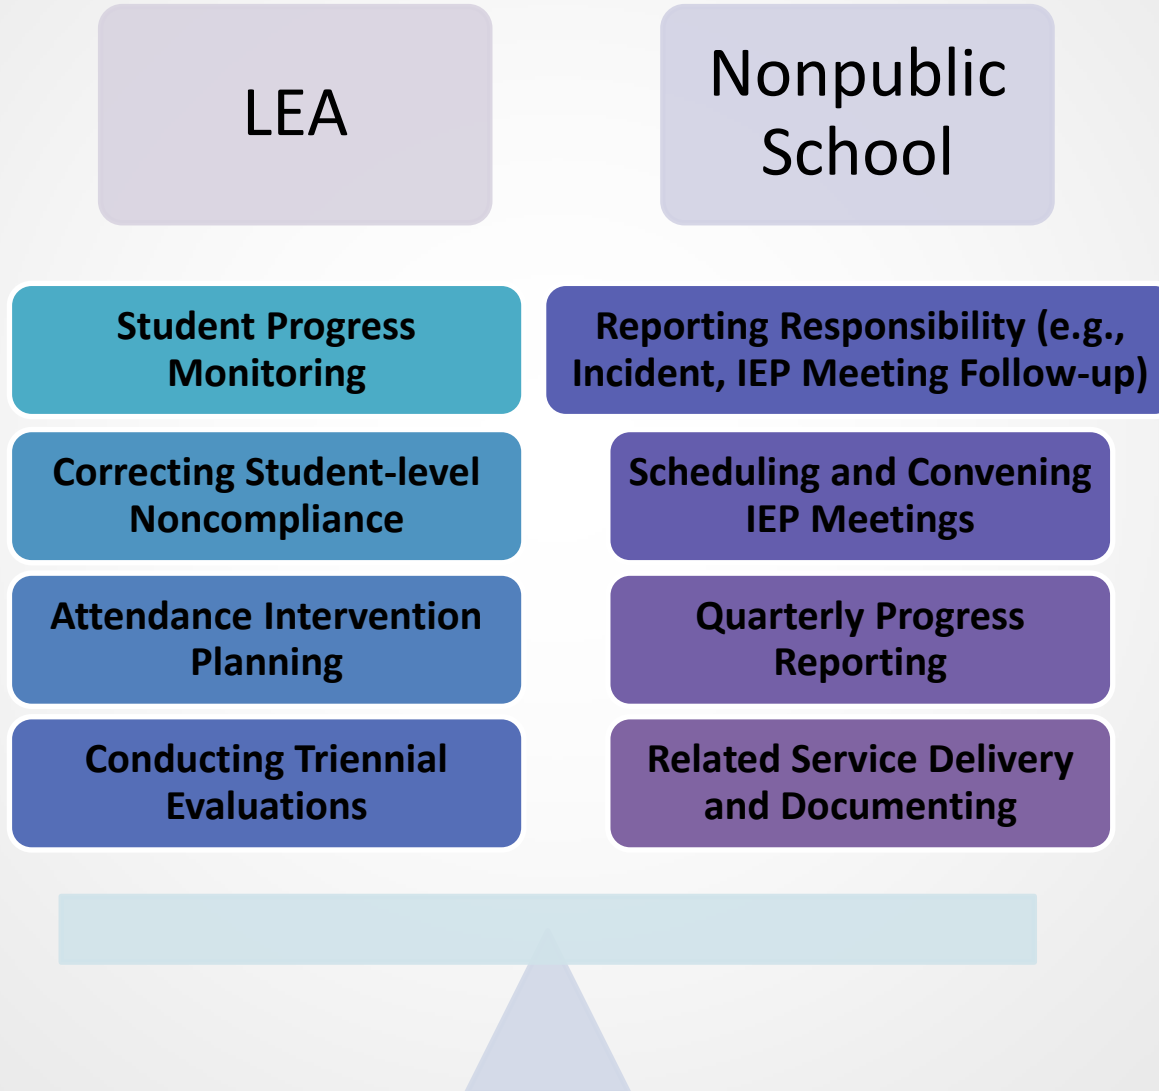 LEA
Nonpublic
School
Student Progress
Monitoring
Correcting Student-level
Noncompliance
Attendance Intervention
Planning
Conducting Triennial
Evaluations
Reporting Responsibility (e.g.,
Incident, IEP Meeting Follow-up)
Scheduling and Convening
IEP Meetings
Quarterly Progress
Reporting
Related Service Delivery
and Documenting